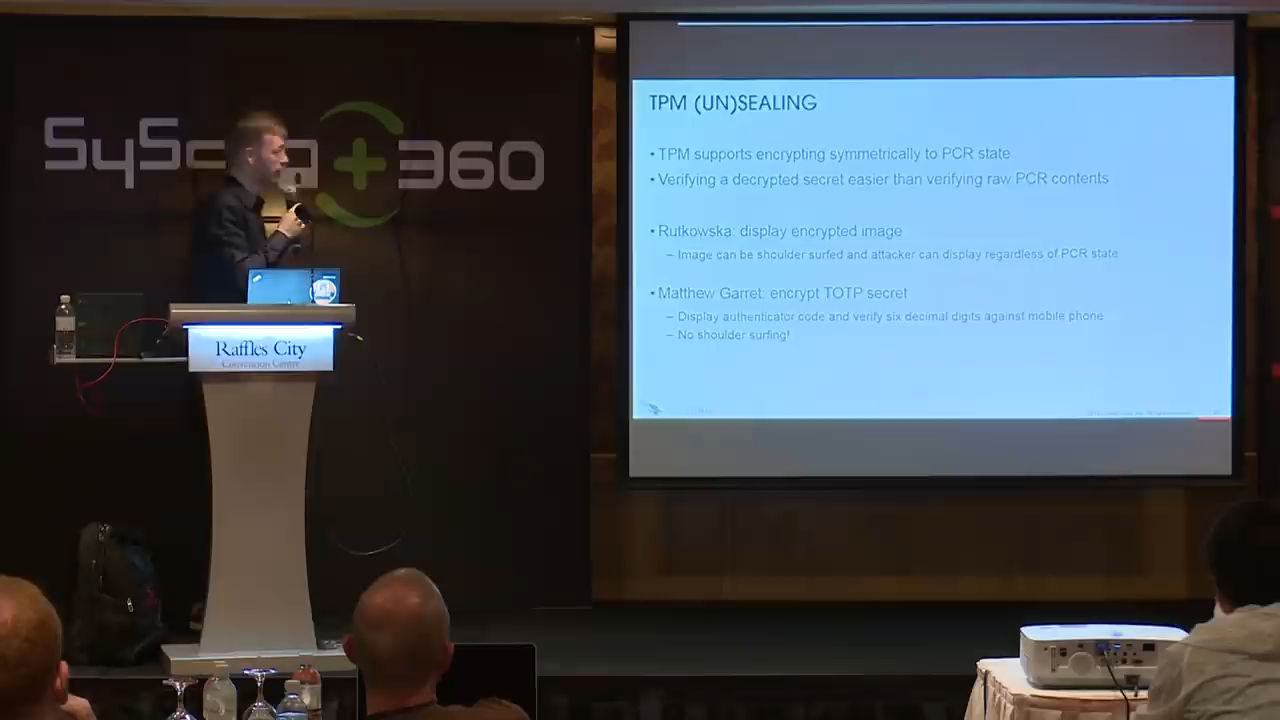 SySca + 360
TPM (UN)SEALING
• TPM supports encrypting symmetrically to PCR state
• Verifying a decrypted secret easier than verifying raw PCR contents
• Rutkowska: display encrypted image
– Image can be shoulder surfed and attacker can display regardless of PCR state
• Matthew Garret: encrypt TOTP secret
– Display authenticator code and verify six decimal digits against mobile phone
– No shoulder surfing!
Raffles City
Convention Centre